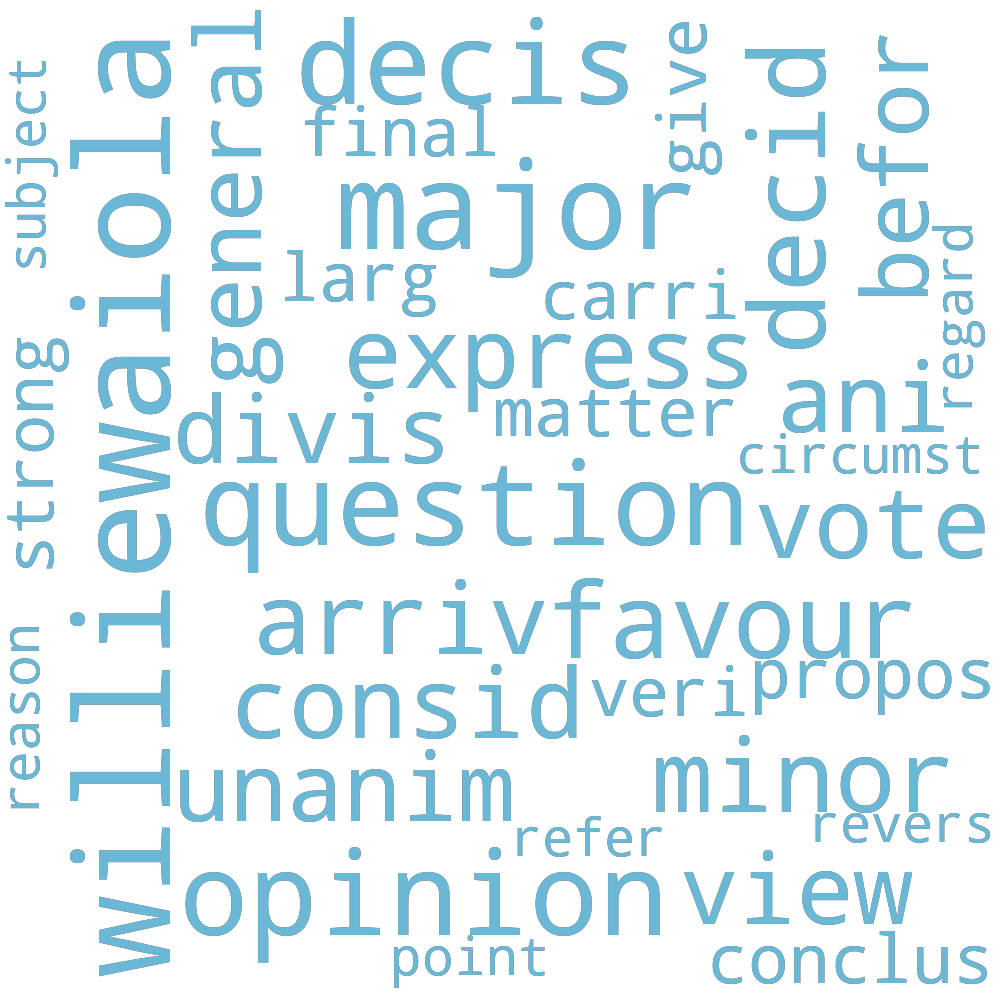 decis
final
give
decid
befor
subject
williewaiola
general
major
larg
carri
regard
strong
express
ani
divis
matter
circumst
question
vote
arriv
favour
reason
consid
veri
propos
unanim
minor
revers
refer
opinion
view
point
conclus